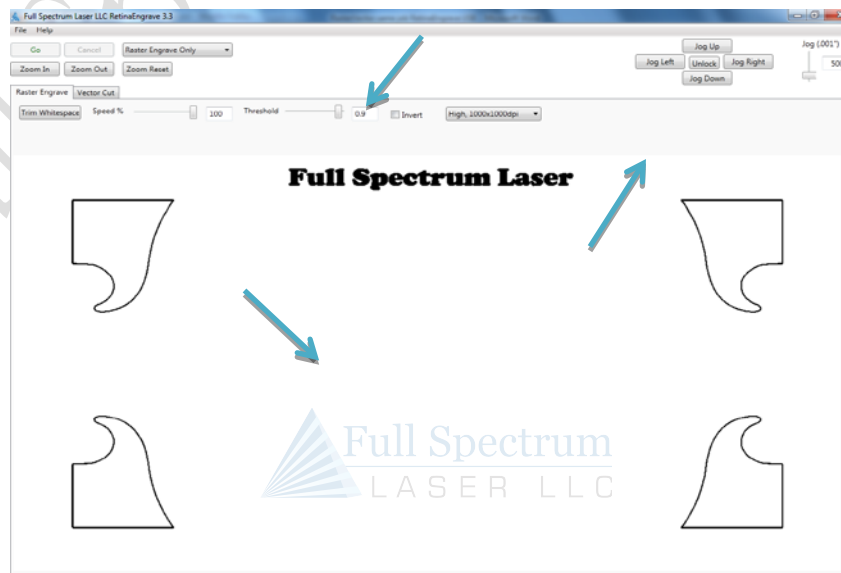 Full Spectrum Laser LLC RetinaEngrave 3.3
File Help
Go Cancel Raster Engrave Only
Jog Up Jog (.001")
Zoom In Zoom Out Zoom Reset
Jog Left Unlock Jog Right 500
Jog Down
Raster Engrave Vector Cut
Trim Whitespace Speed % 100 Threshold 0.9 Invert High, 1000x1000dpi
Full Spectrum Laser
Full Spectrum
LASER LLC